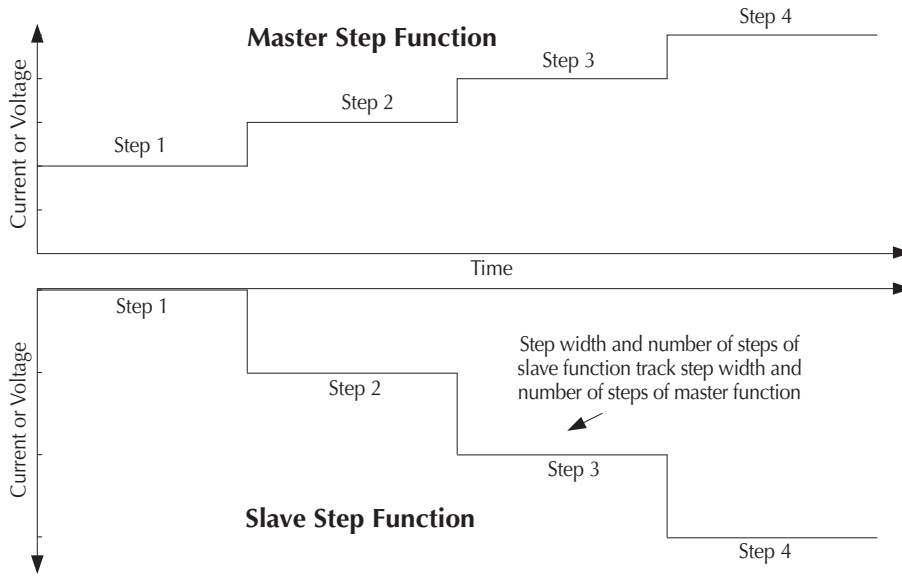 Step 4
Master Step Function
Step 3
Step 2
Step 1
Current or Voltage
Time
Step 1
Step width and number of steps of
slave function track step width and
number of steps of master function
Step 2
Current or Voltage
Step 3
Slave Step Function
Step 4